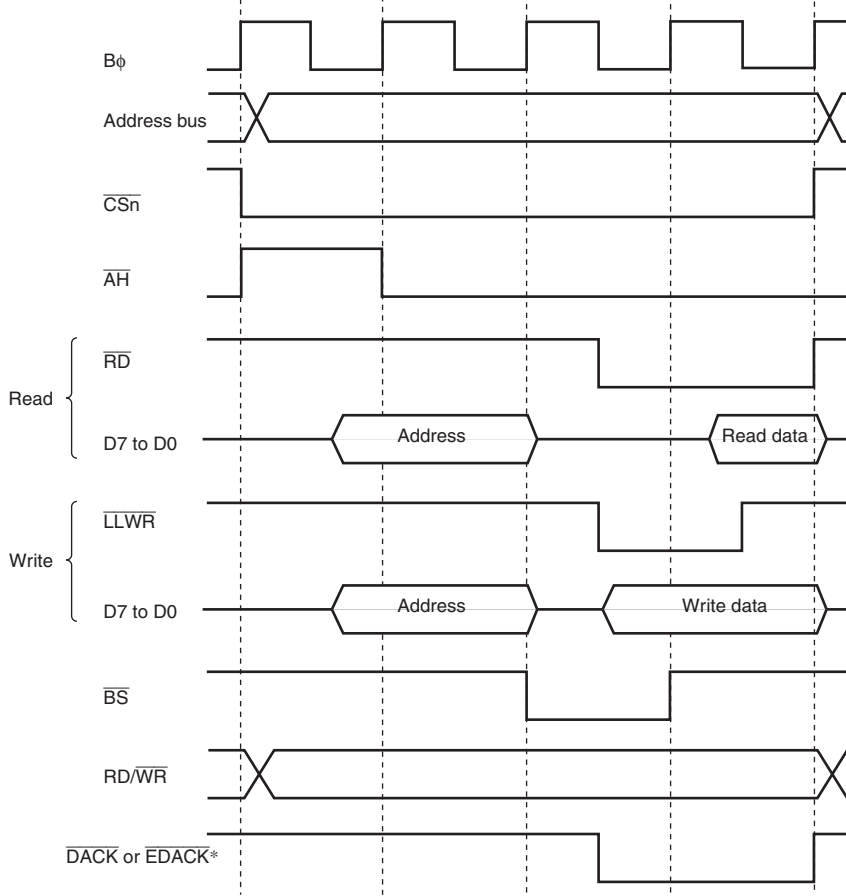 Bϕ
Address bus
CSn
AH
Read
RD
D7 to D0
Address
Read data
Write
LLWR
D7 to D0
Address
Write data
BS
RD/WR
DACK or EDACK*